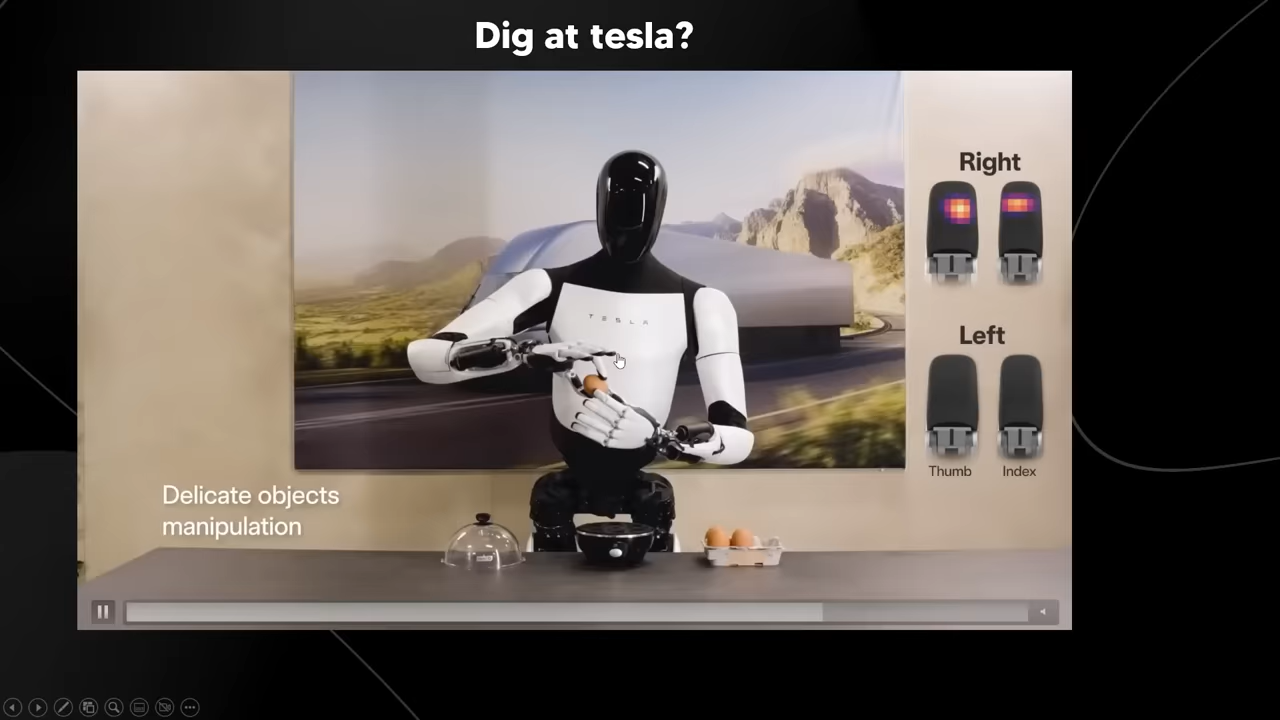 Dig at tesla?
Right
TESLA
Left
Thumb Index
Delicate objects
manipulation